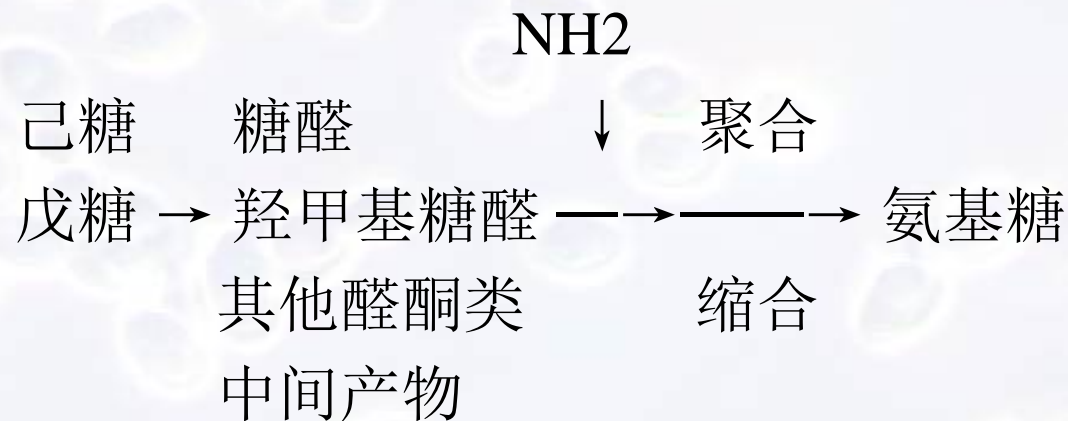 NH2
己糖 糖醛 ↓ 聚合
戊糖 → 羟甲基糖醛 —→——→ 氨基糖
其他醛酮类 缩合
中间产物